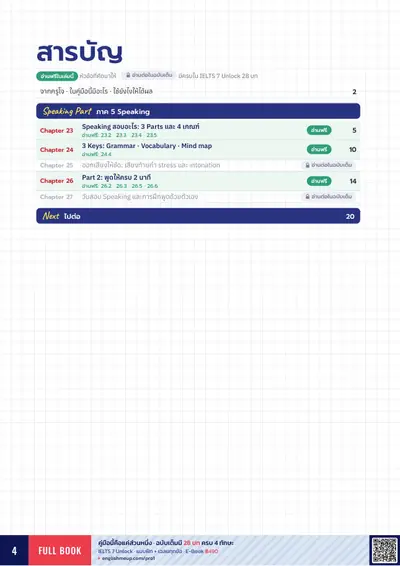 สารบัญ
อ่านฟรีในเล่มนี้ หัวข้อที่คัดมาให้ อ่านต่อในฉบับเต็ม มีครบใน IELTS 7 Unlock 28 บท
จากครูโจ · ในคู่มือนี้มีอะไร · ใช้ยังไงให้ได้ผล 2
Speaking Part ภาค 5 Speaking
Chapter 23 Speaking สอบอะไร: 3 Parts และ 4 เกณฑ์ อ่านฟรี 5
อ่านฟรี: 23.2 23.3 23.4 23.5
Chapter 24 3 Keys: Grammar · Vocabulary · Mind map อ่านฟรี 10
อ่านฟรี: 24.4
Chapter 25 ออกเสียงให้ชัด: เสียงท้ายคำ stress และ intonation อ่านต่อในฉบับเต็ม
Chapter 26 Part 2: พูดให้ครบ 2 นาที อ่านฟรี 14
อ่านฟรี: 26.2 26.3 26.5 26.6
Chapter 27 วันสอบ Speaking และการฝึกพูดด้วยตัวเอง อ่านต่อในฉบับเต็ม
Next ไปต่อ 20
4 FULL BOOK
คู่มือนี้คือแค่ส่วนหนึ่ง · ฉบับเต็มมี 28 บท ครบ 4 ทักษะ
IELTS 7 Unlock · แบบฝึก + เฉลยทุกข้อ · E-Book ฿490
englishmeup.com/pro1